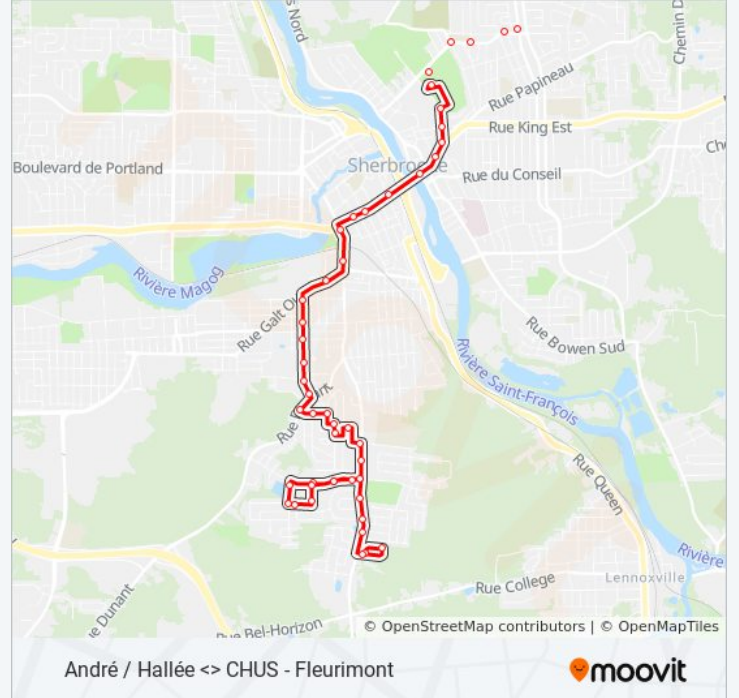 s Nord
Chemin D
Rue Papineau
Rue King Est
Boulevard de Portland
Sherbrooke
Rue du Conseil
Rivière Magog
Rue Galt Ou
Rue Bowen Sud
Rivière Saint-François
Rue Queen
Rivière
Rue College
Lennoxville
ue Dunant
Rue Bel-Horizon
© OpenStreetMap contributors | © OpenMapTiles
André / Hallée <> CHUS - Fleurimont
moovit